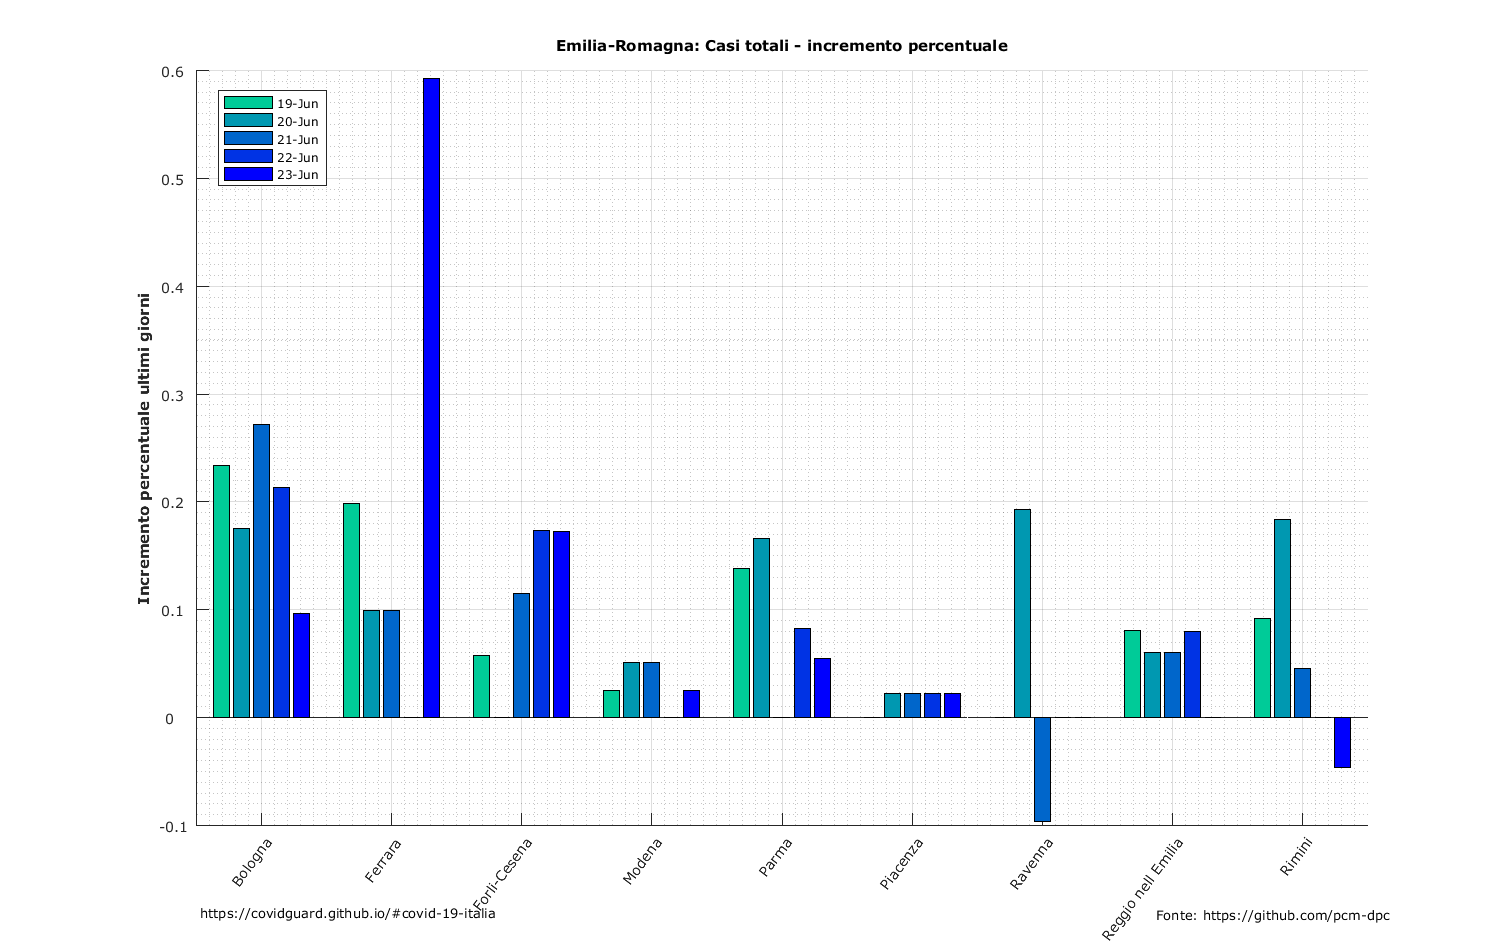 Emilia-Romagna: Casi totali - incremento percentuale
Incremento percentuale ultimi giorni
0.6
0.5
0.4
0.3
0.2
0.1
0
-0.1
19-Jun
20-Jun
21-Jun
22-Jun
23-Jun
Bologna
Ferrara
Forlì-Cesena
Modena
Parma
Piacenza
Ravenna
Reggio nell Emilia
Rimini
https://covidguard.github.io/#covid-19-italia
Fonte: https://github.com/pcm-dpc